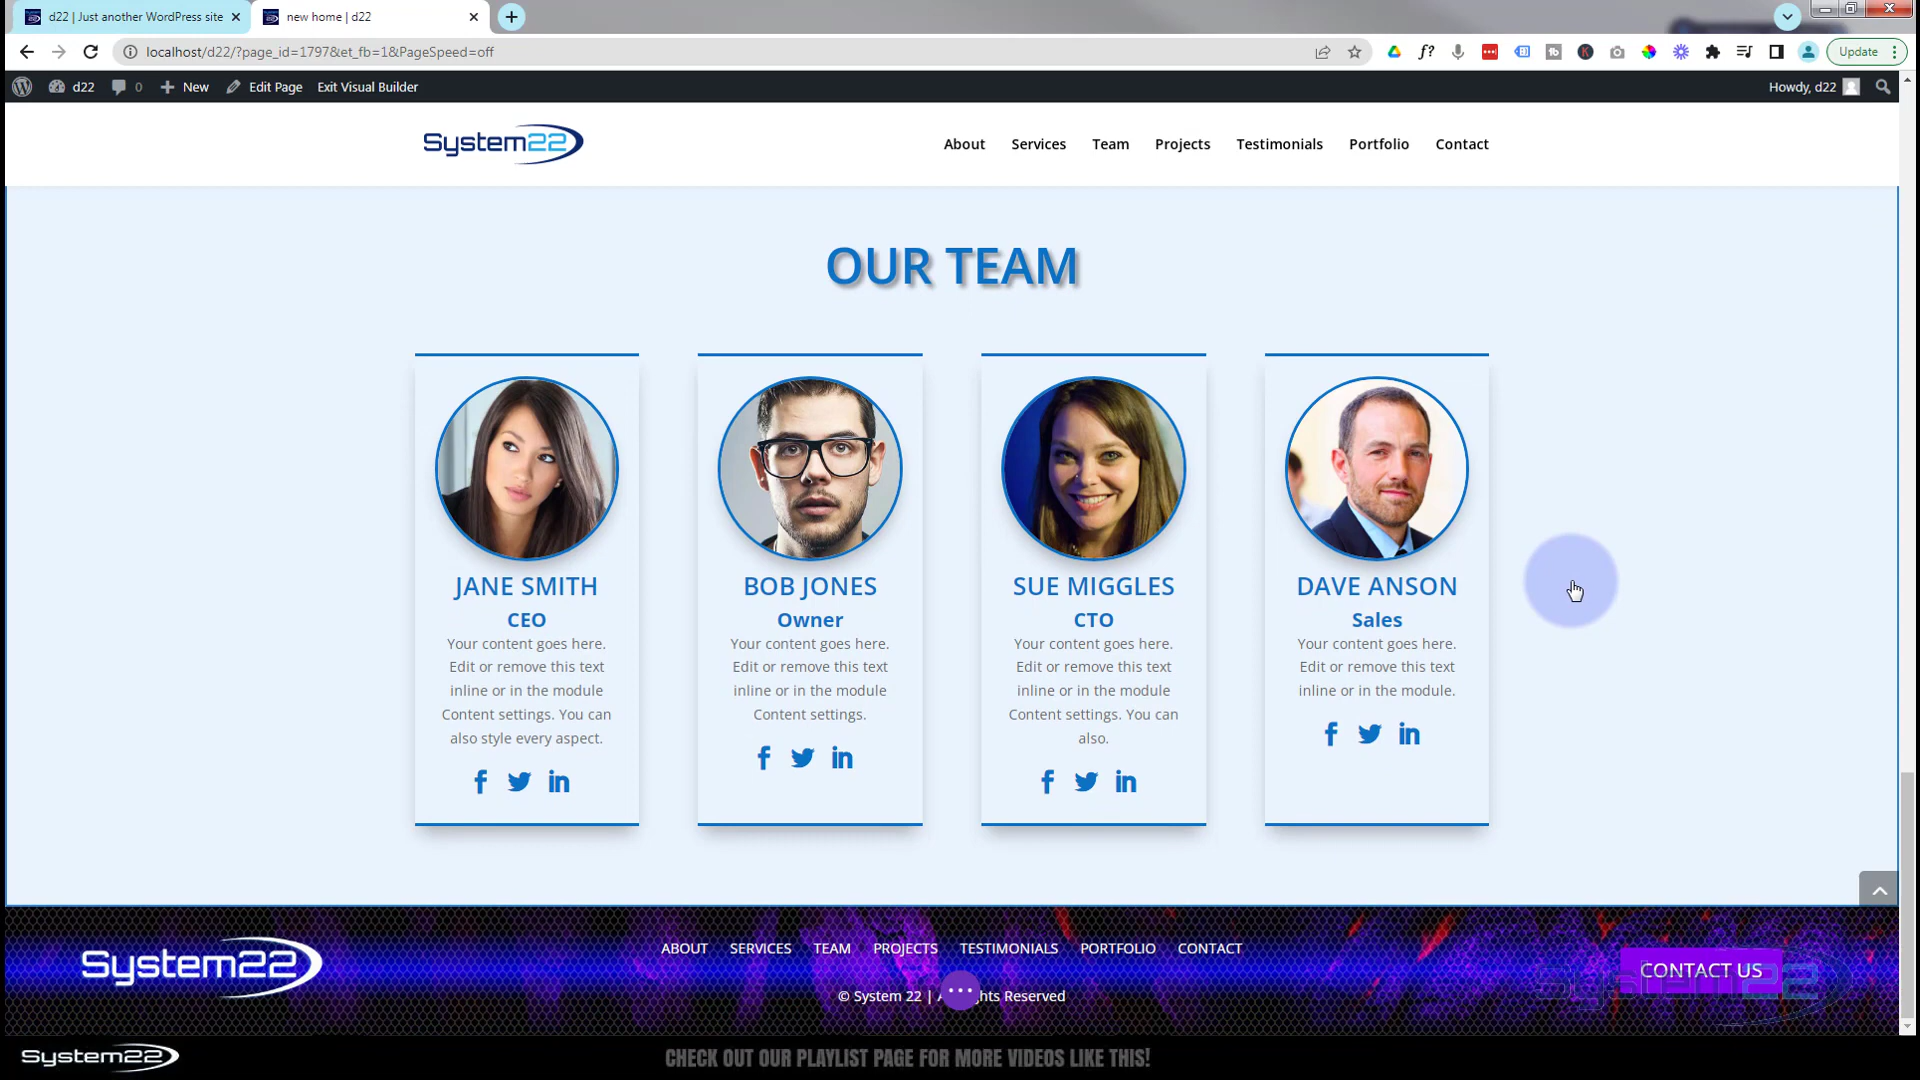 d22 | Just another WordPress site
new home | d22
localhost/d22/?page_id=1797&et_fb=1&PageSpeed=off
Update
d22
0
New
Edit Page
Exit Visual Builder
Howdy, d22
System22
About
Services
Team
Projects
Testimonials
Portfolio
Contact
OUR TEAM
JANE SMITH
CEO
Your content goes here.
Edit or remove this text
inline or in the module
Content settings. You can
also style every aspect.
BOB JONES
Owner
Your content goes here.
Edit or remove this text
inline or in the module
Content settings.
SUE MIGGLES
CTO
Your content goes here.
Edit or remove this text
inline or in the module
Content settings. You can
also.
DAVE ANSON
Sales
Your content goes here.
Edit or remove this text
inline or in the module.
System22
ABOUT
SERVICES
TEAM
PROJECTS
TESTIMONIALS
PORTFOLIO
CONTACT
© System 22 | A hts Reserved
CONTACT US
System22
System22
CHECK OUT OUR PLAYLIST PAGE FOR MORE VIDEOS LIKE THIS!